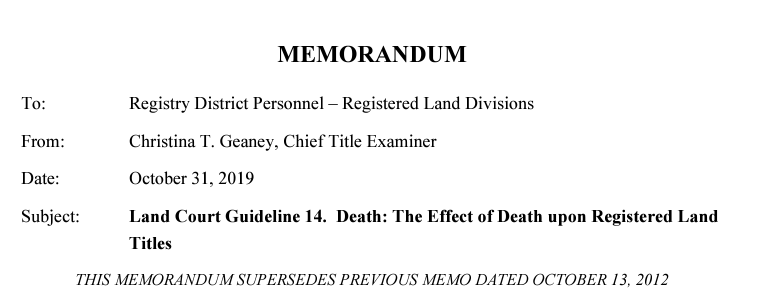 MEMORANDUM
To: Registry District Personnel – Registered Land Divisions
From: Christina T. Geaney, Chief Title Examiner
Date: October 31, 2019
Subject: Land Court Guideline 14.  Death: The Effect of Death upon Registered Land
Titles
THIS MEMORANDUM SUPERSEDES PREVIOUS MEMO DATED OCTOBER 13, 2012